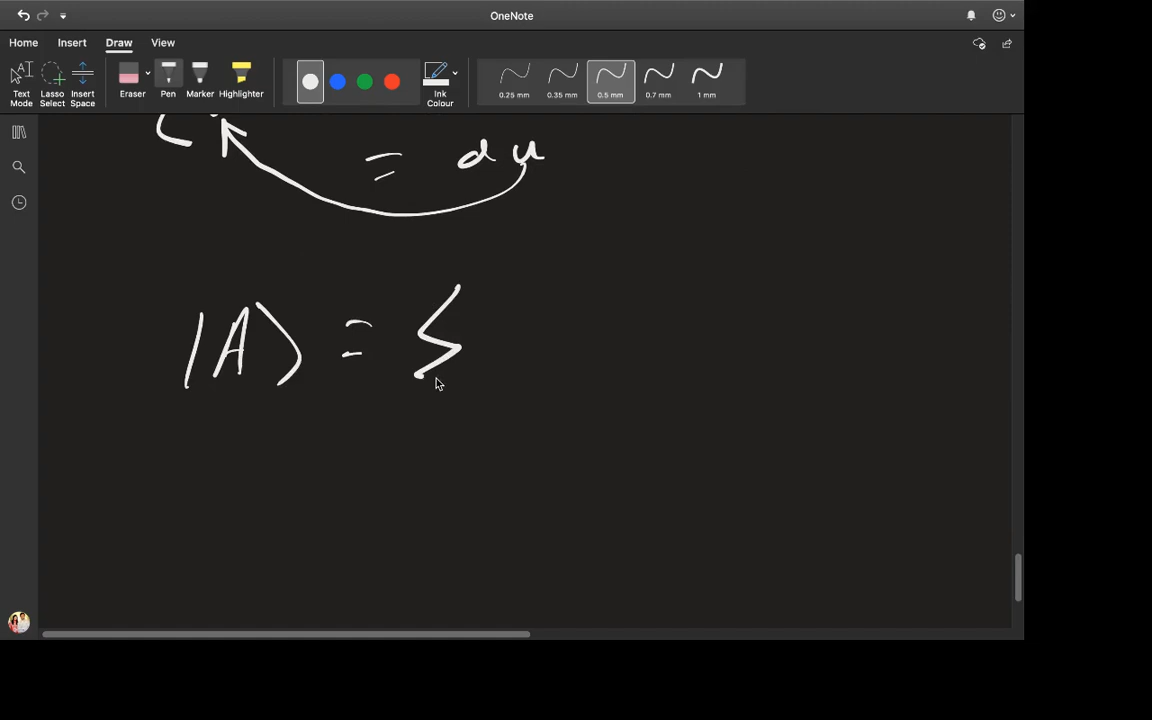 OneNote
Home Insert Draw View
Text Mode
Lasso Select
Insert Space
Eraser
Pen
Marker
Highlighter
Ink Colour
0.25 mm 0.35 mm 0.5 mm 0.7 mm 1 mm
= du
|A⟩ = Σ